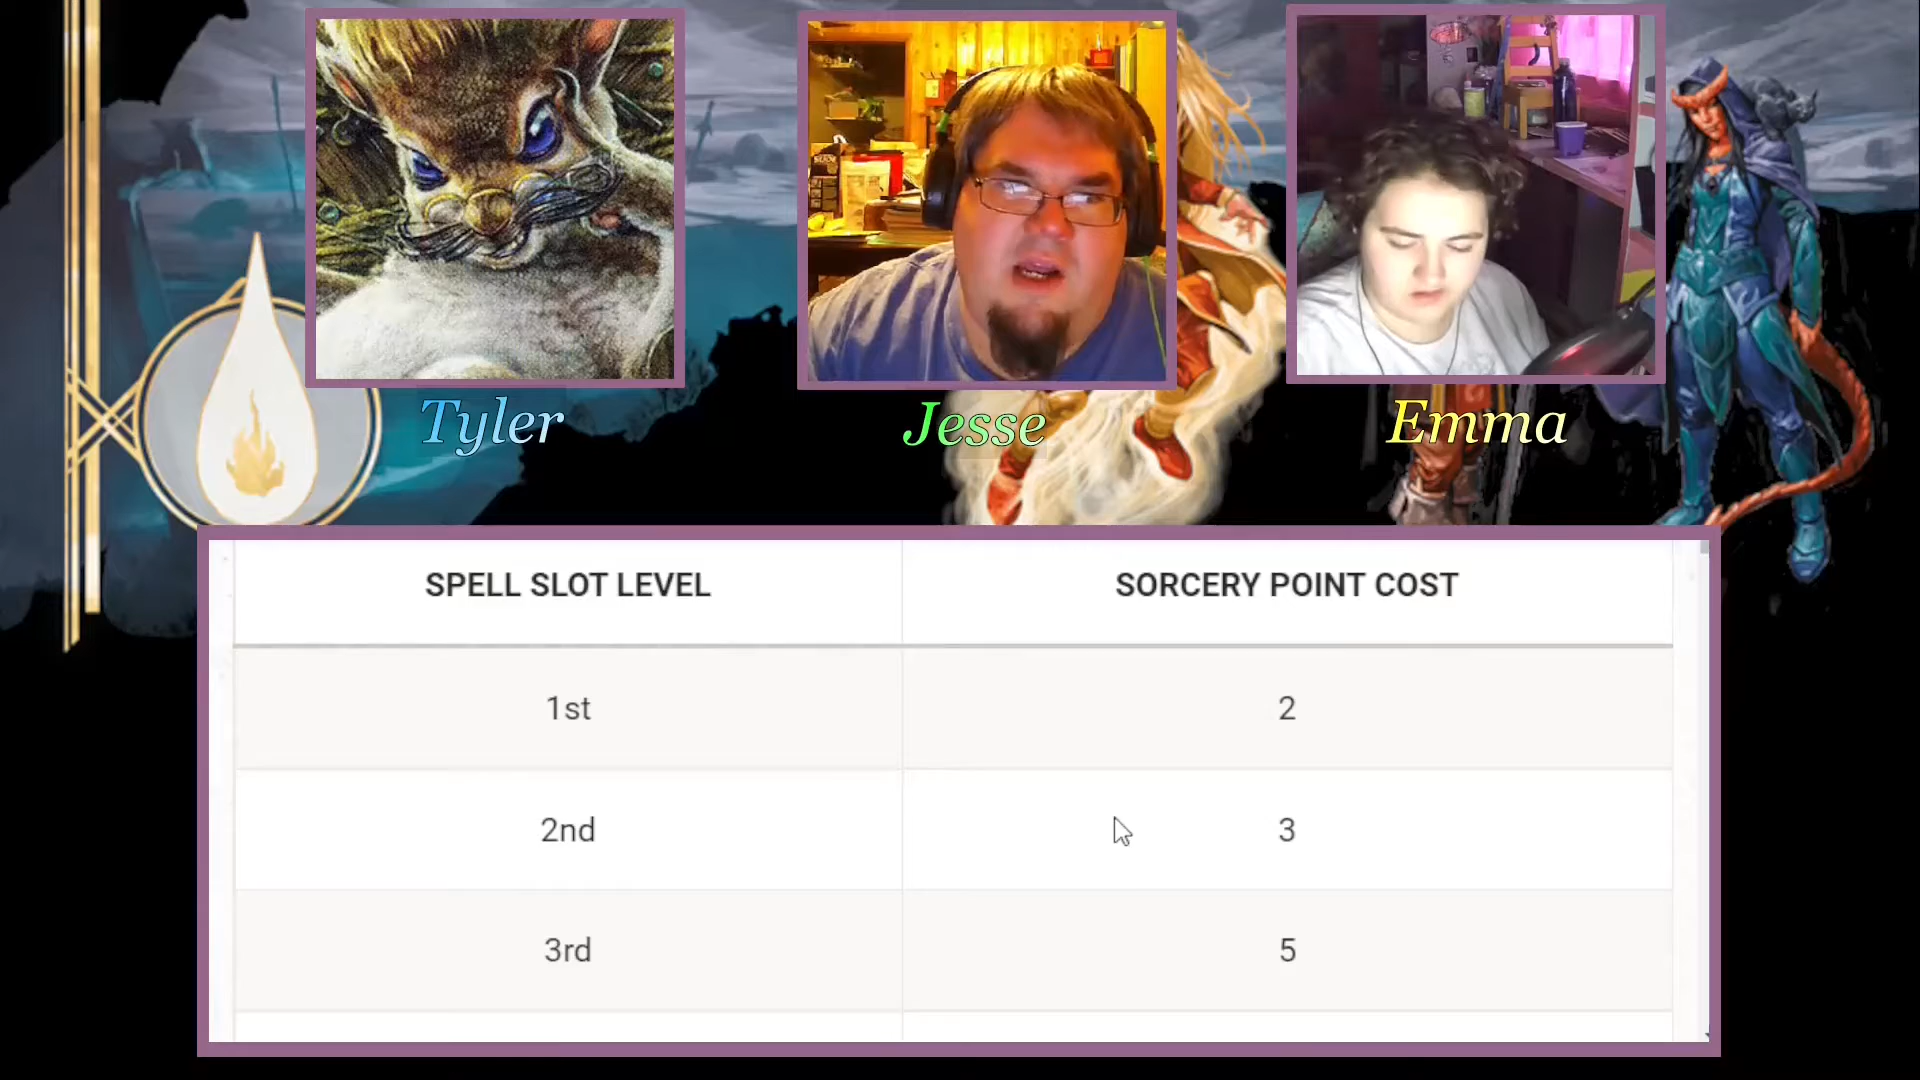 Tyler
Jesse
Emma
SPELL SLOT LEVEL
SORCERY POINT COST
1st
2
2nd
3
3rd
5